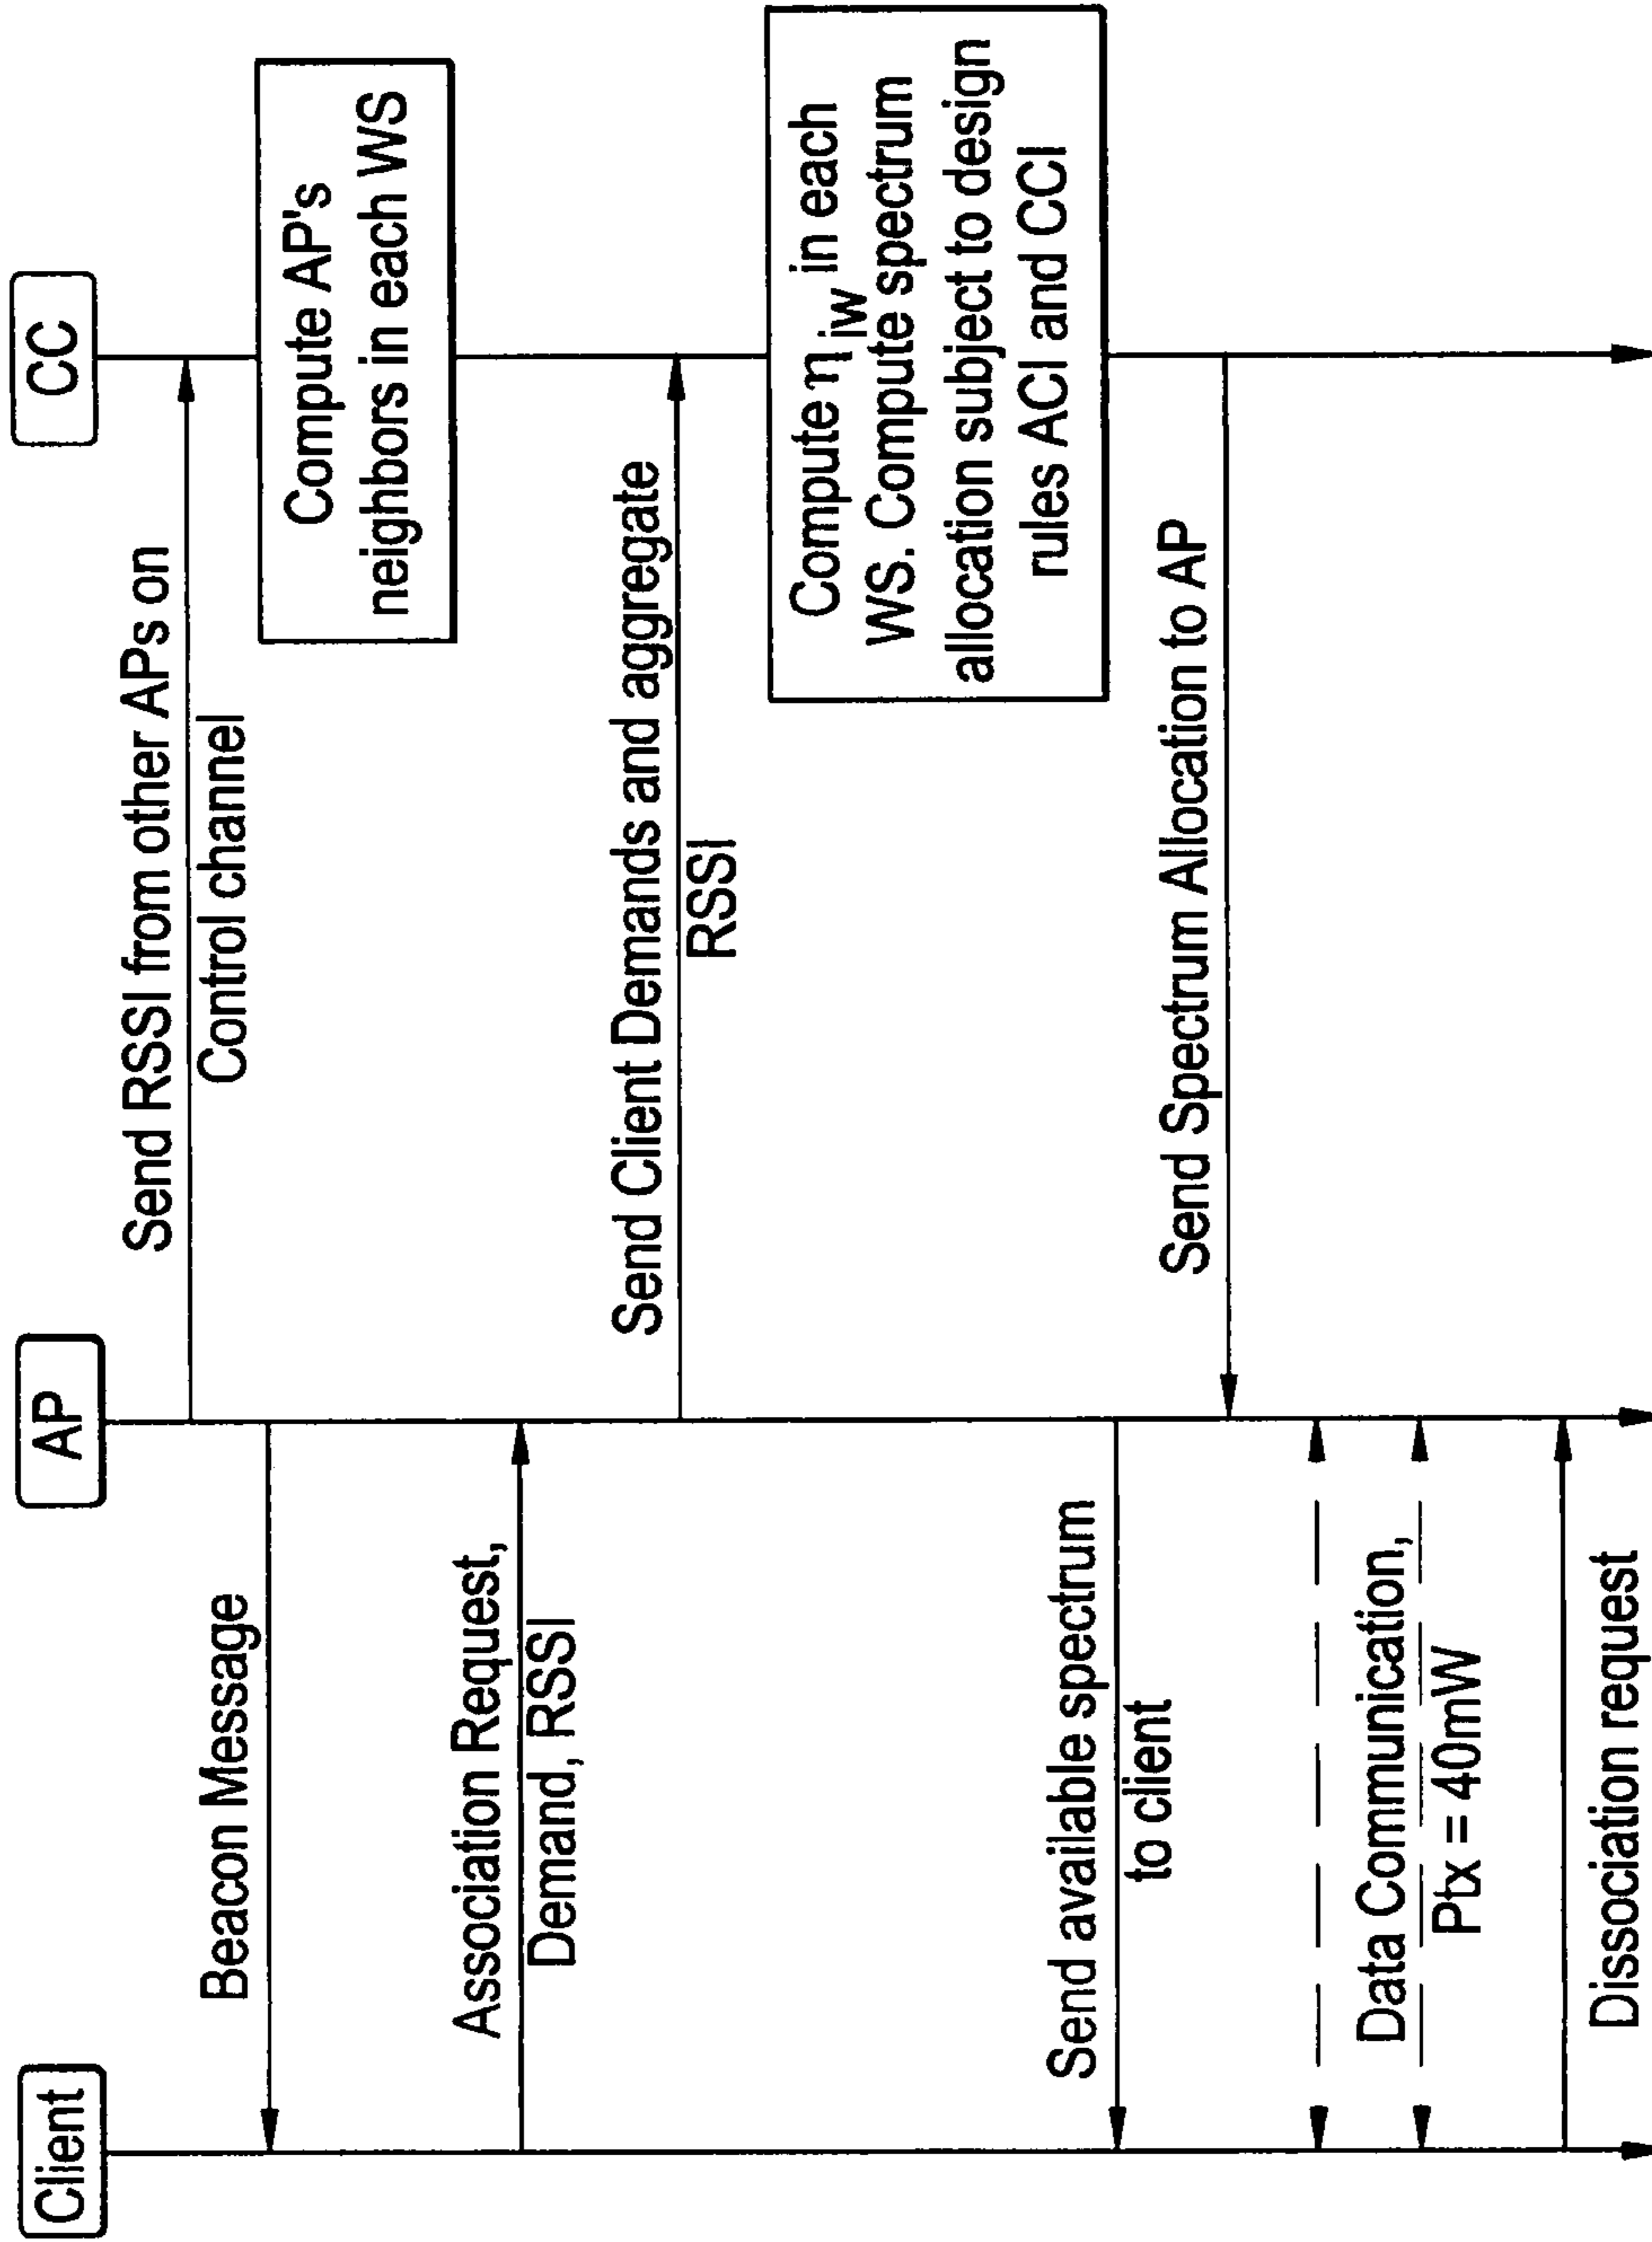 Client
AP
CC
Send RSSI from other APs on
Control channel
Beacon Message
Compute AP's
neighbors in each WS
Association Request,
Demand, RSSI
Send Client Demands and aggregate
RSSI
Compute η iw in each
WS. Compute spectrum
allocation subject to design
rules ACI and CCI
Send available spectrum
to client
Send Spectrum Allocation to AP
Data Communication,
Ptx = 40mW
Dissociation request